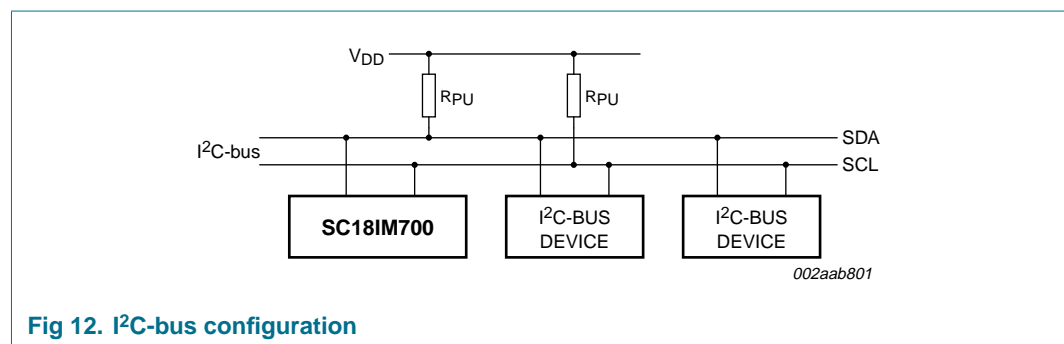 VDD
RPU RPU
I2C-bus
SDA
SCL
SC18IM700
I2C-BUS
DEVICE
I2C-BUS
DEVICE
002aab801
Fig 12. I2C-bus configuration